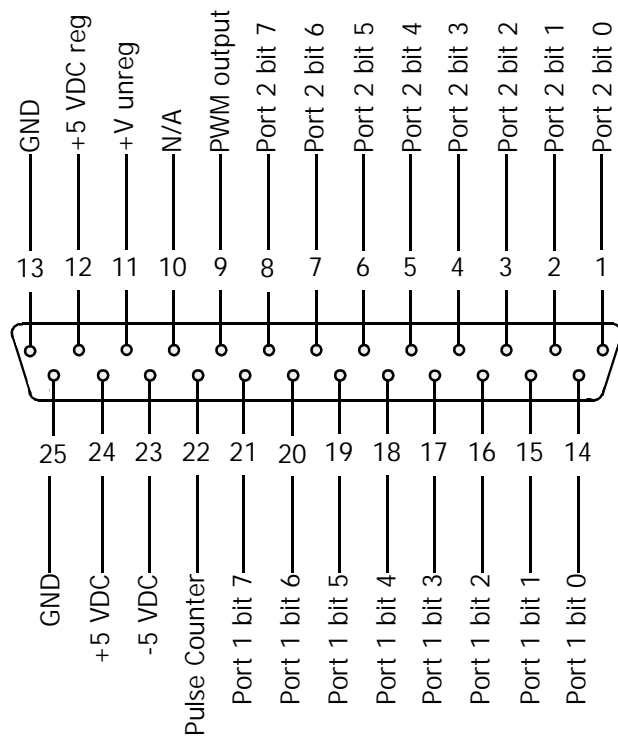 GND
+5 VDC reg
+V unreg
N/A
PWM output
Port 2 bit 7
Port 2 bit 6
Port 2 bit 5
Port 2 bit 4
Port 2 bit 3
Port 2 bit 2
Port 2 bit 1
Port 2 bit 0
13 12 11 10 9 8 7 6 5 4 3 2 1
25 24 23 22 21 20 19 18 17 16 15 14
GND
+5 VDC
-5 VDC
Pulse Counter
Port 1 bit 7
Port 1 bit 6
Port 1 bit 5
Port 1 bit 4
Port 1 bit 3
Port 1 bit 2
Port 1 bit 1
Port 1 bit 0